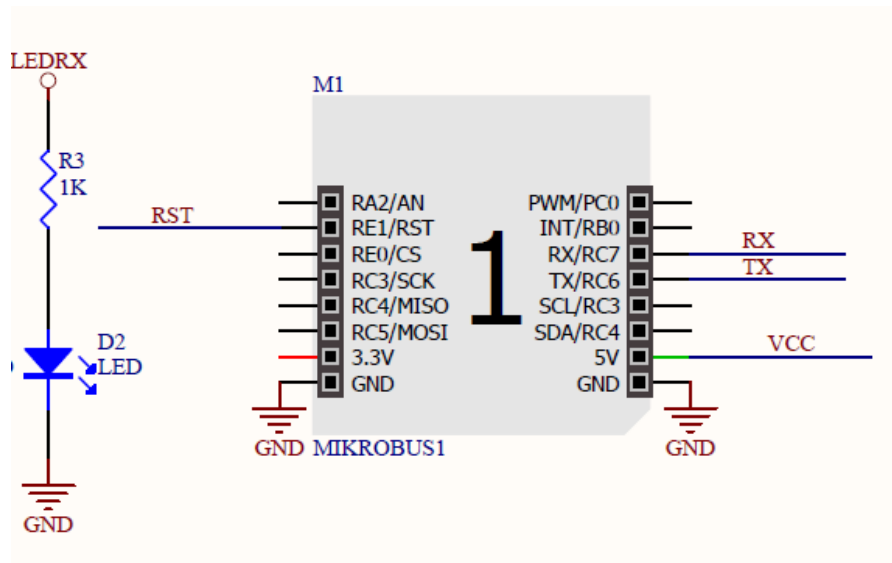 LEDRX
R3
1K
D2
LED
GND
RST
M1
RA2/AN
RE1/RST
RE0/CS
RC3/SCK
RC4/MISO
RC5/MOSI
3.3V
GND
1
PWM/PC0
INT/RB0
RX/RC7
TX/RC6
SCL/RC3
SDA/RC4
5V
GND
RX
TX
VCC
GND
MIKROBUS1
GND